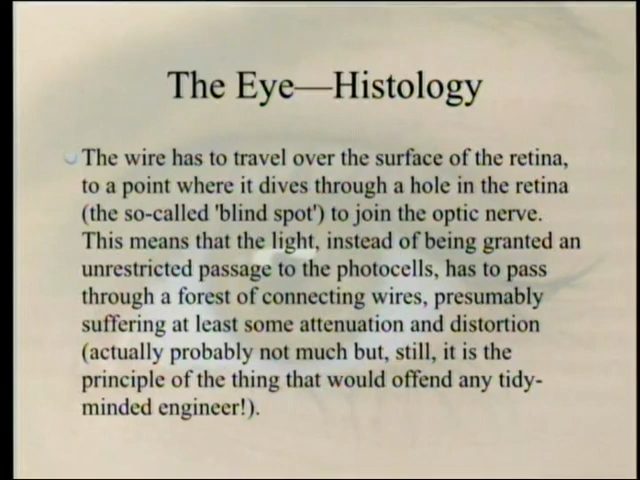 The Eye—Histology
The wire has to travel over the surface of the retina,
to a point where it dives through a hole in the retina
(the so-called 'blind spot') to join the optic nerve.
This means that the light, instead of being granted an
unrestricted passage to the photocells, has to pass
through a forest of connecting wires, presumably
suffering at least some attenuation and distortion
(actually probably not much but, still, it is the
principle of the thing that would offend any tidy-
minded engineer!).